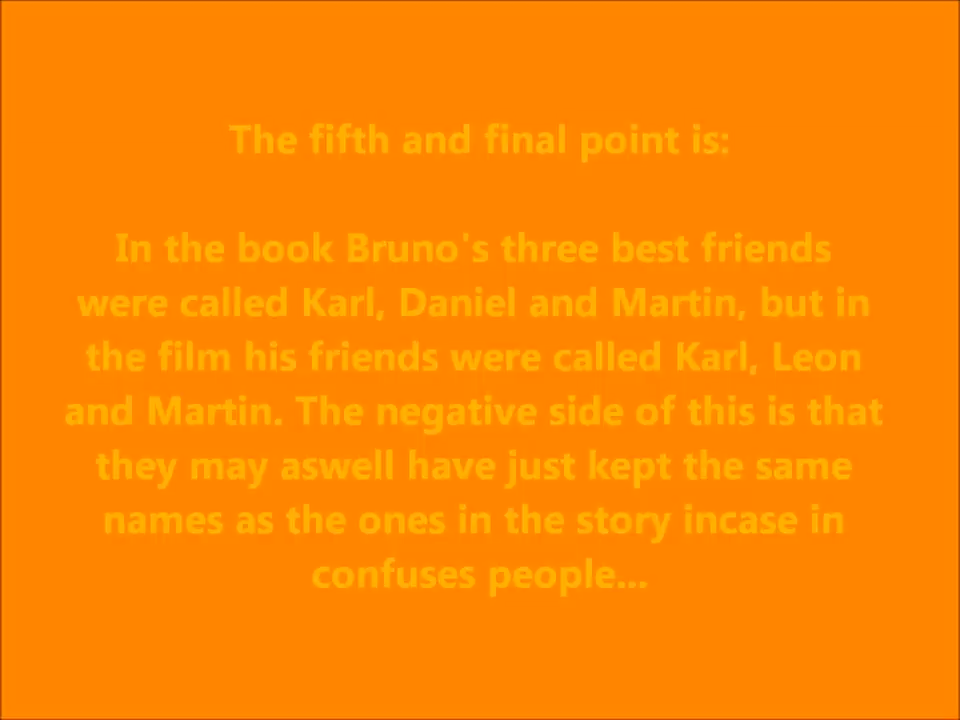 The fifth and final point is:
In the book Bruno's three best friends
were called Karl, Daniel and Martin, but in
the film his friends were called Karl, Leon
and Martin. The negative side of this is that
they may aswell have just kept the same
names as the ones in the story incase in
confuses people...